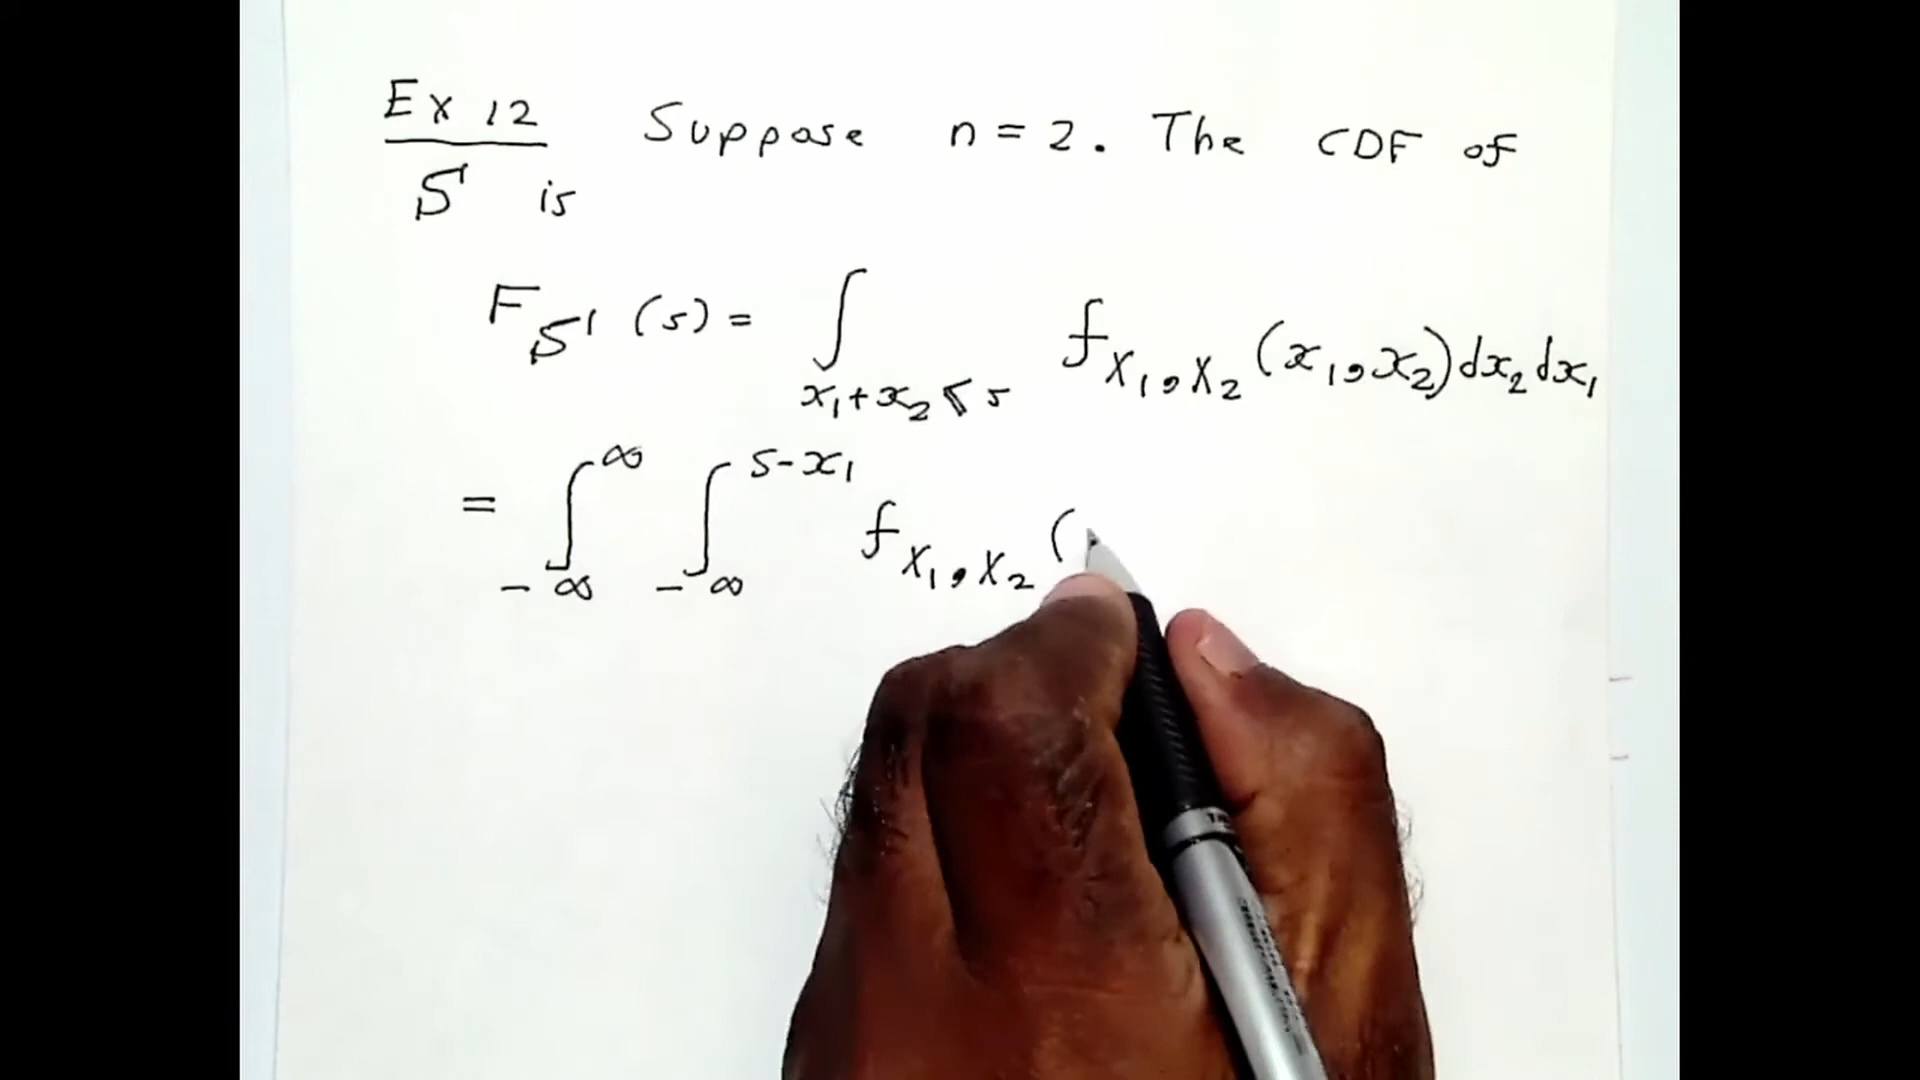 Ex 12 Suppose n = 2. The CDF of
S is
F_S (s) = ∫_{x₁+x₂≤s} f_{X₁,X₂} (x₁,x₂) dx₂ dx₁
= ∫_{-∞}^{∞} ∫_{-∞}^{s-x₁} f_{X₁,X₂} (